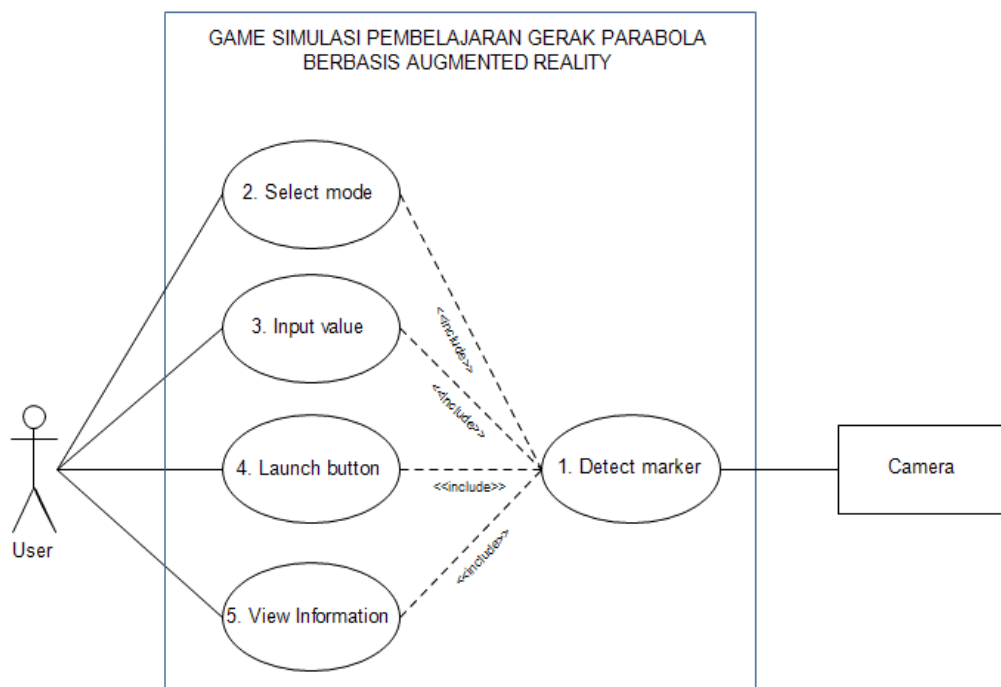 GAME SIMULASI PEMBELAJARAN GERAK PARABOLA
BERBASIS AUGMENTED REALITY
2. Select mode
3. Input value
4. Launch button
5. View Information
<<include>>
<<include>>
<<include>>
<<include>>
1. Detect marker
Camera
User